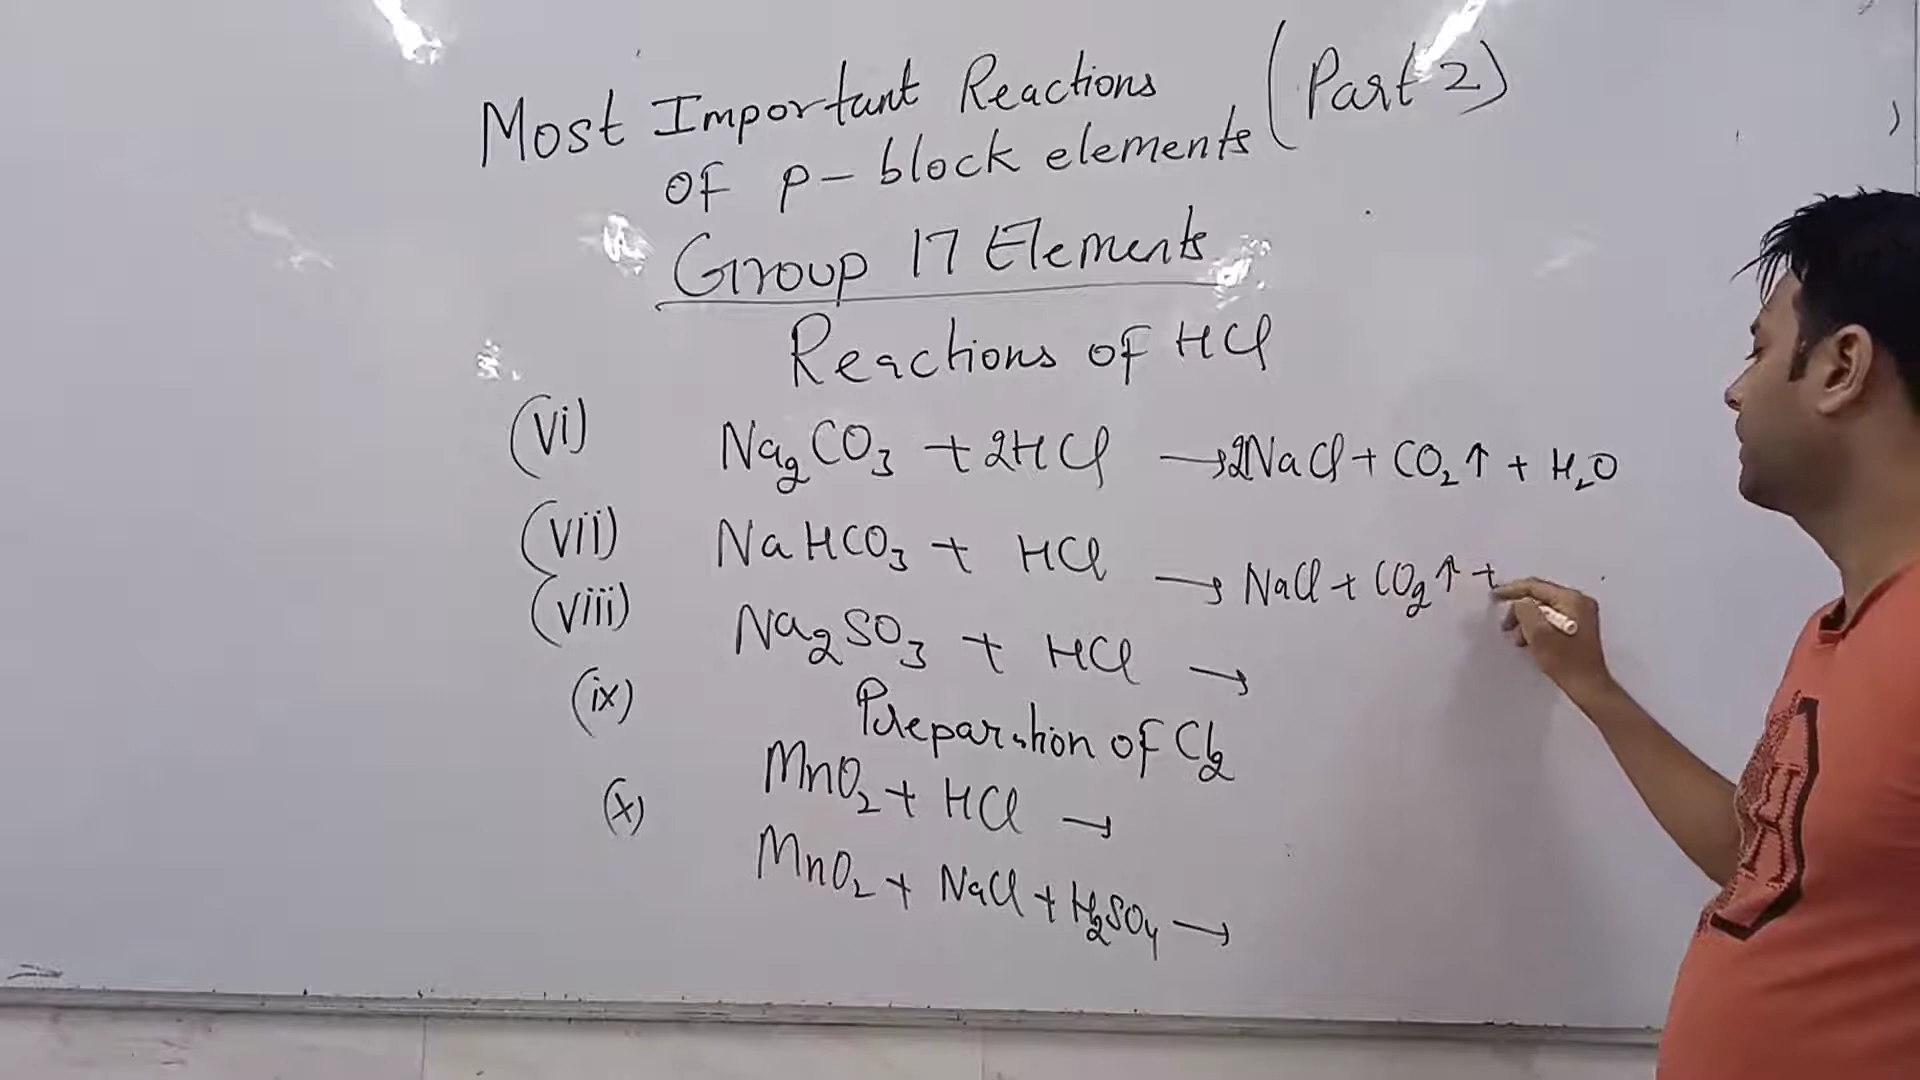 Most Important Reactions (Part 2)
of p-block elements
Group 17 Elements
Reactions of HCl
(vi) Na₂CO₃ + 2HCl → 2NaCl + CO₂↑ + H₂O
(vii) NaHCO₃ + HCl → NaCl + CO₂↑ +
(viii) Na₂SO₃ + HCl →
(ix) Preparation of Cl₂
MnO₂ + HCl →
(x) MnO₂ + NaCl + H₂SO₄ →